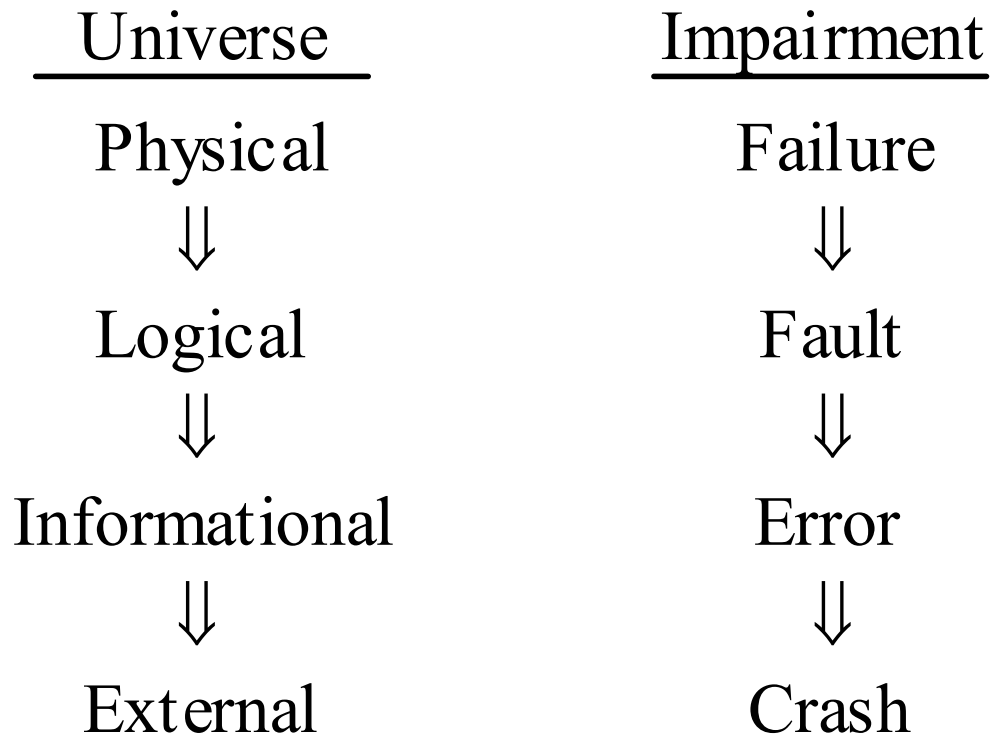 Universe Impairment
Physical Failure
⇓ ⇓
Logical Fault
⇓ ⇓
Informational Error
⇓ ⇓
External Crash